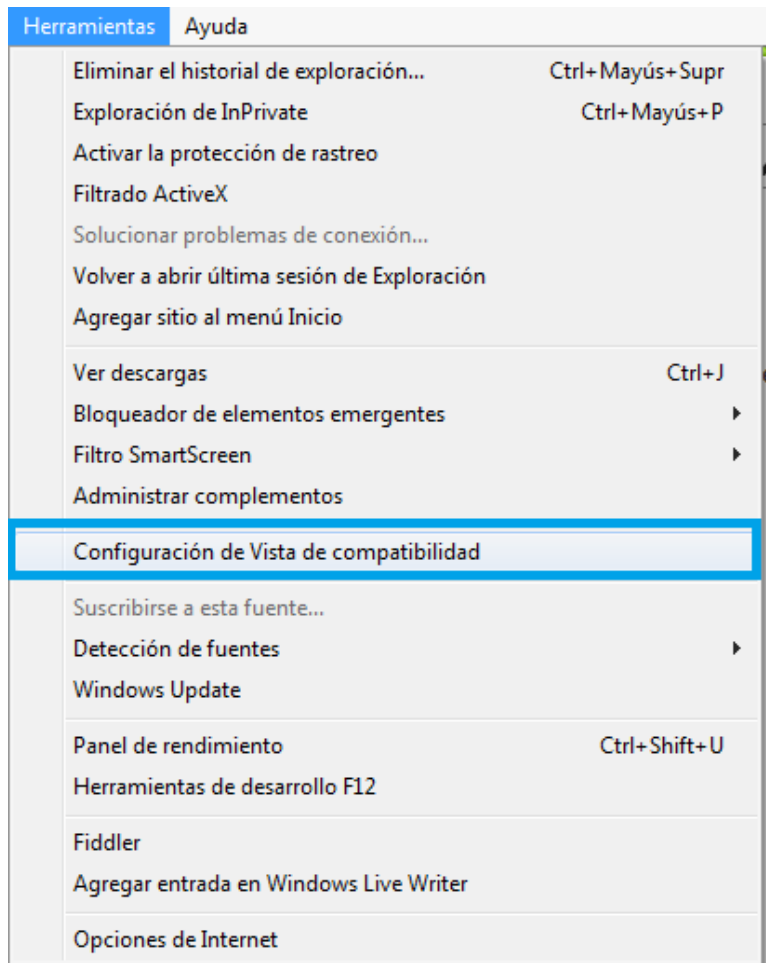 Herramientas Ayuda
Eliminar el historial de exploración... Ctrl+Mayús+Supr
Exploración de InPrivate Ctrl+Mayús+P
Activar la protección de rastreo
Filtrado ActiveX
Solucionar problemas de conexión...
Volver a abrir última sesión de Exploración
Agregar sitio al menú Inicio
Ver descargas Ctrl+J
Bloqueador de elementos emergentes
Filtro SmartScreen
Administrar complementos
Configuración de Vista de compatibilidad
Suscribirse a esta fuente...
Detección de fuentes
Windows Update
Panel de rendimiento Ctrl+Shift+U
Herramientas de desarrollo F12
Fiddler
Agregar entrada en Windows Live Writer
Opciones de Internet